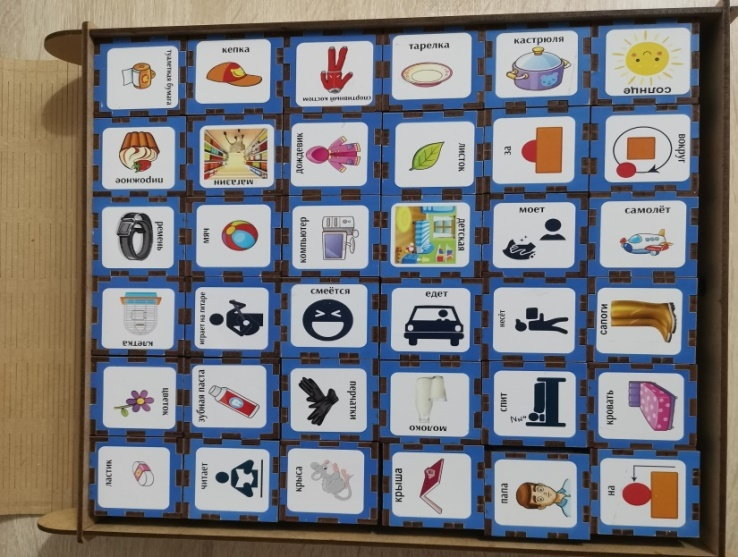 туалетная бумага
кепка
спортивный костюм
тарелка
кастрюля
солнце
пирожное
магазин
дождевик
листок
за
вокруг
ремень
мяч
компьютер
детская
моет
самолёт
клетка
играет на гитаре
смеётся
едет
несёт
сапоги
цветок
зубная паста
перчатки
молоко
спит
кровать
ластик
читает
крыса
крыша
папа
на